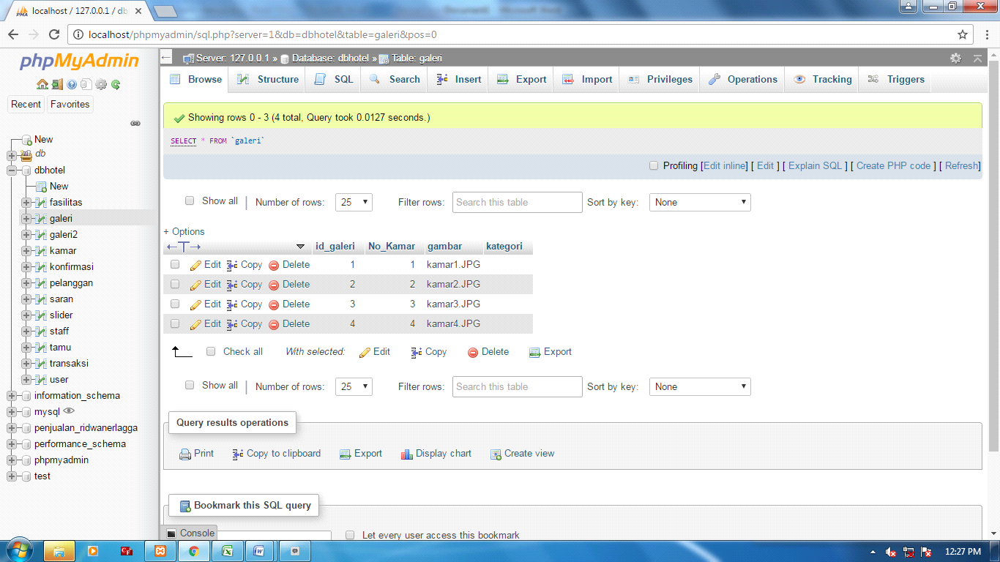 localhost / 127.0.0.1 / db
localhost/phpmyadmin/sql.php?server=1&db=dbhotel&table=galeri&pos=0
phpMyAdmin
Recent Favorites
New
db
dbhotel
New
fasilitas
galeri
galeri2
kamar
konfirmasi
pelanggan
saran
slider
staff
tamu
transaksi
user
information_schema
mysql
penjualan_ridwanerlagga
performance_schema
phpmyadmin
test
Server: 127.0.0.1 » Database: dbhotel » Table: galeri
Browse Structure SQL Search Insert Export Import Privileges Operations Tracking Triggers
Showing rows 0 - 3 (4 total, Query took 0.0127 seconds.)
SELECT * FROM `galeri`
Profiling [Edit inline] [ Edit ] [ Explain SQL ] [ Create PHP code ] [ Refresh]
Show all | Number of rows: 25 Filter rows: Search this table Sort by key: None
+ Options
←T→ id_galeri No_Kamar gambar kategori
Edit Copy Delete 1 1 kamar1.JPG
Edit Copy Delete 2 2 kamar2.JPG
Edit Copy Delete 3 3 kamar3.JPG
Edit Copy Delete 4 4 kamar4.JPG
Check all With selected: Edit Copy Delete Export
Show all | Number of rows: 25 Filter rows: Search this table Sort by key: None
Query results operations
Print Copy to clipboard Export Display chart Create view
Bookmark this SQL query
Console
Let every user access this bookmark
12:27 PM